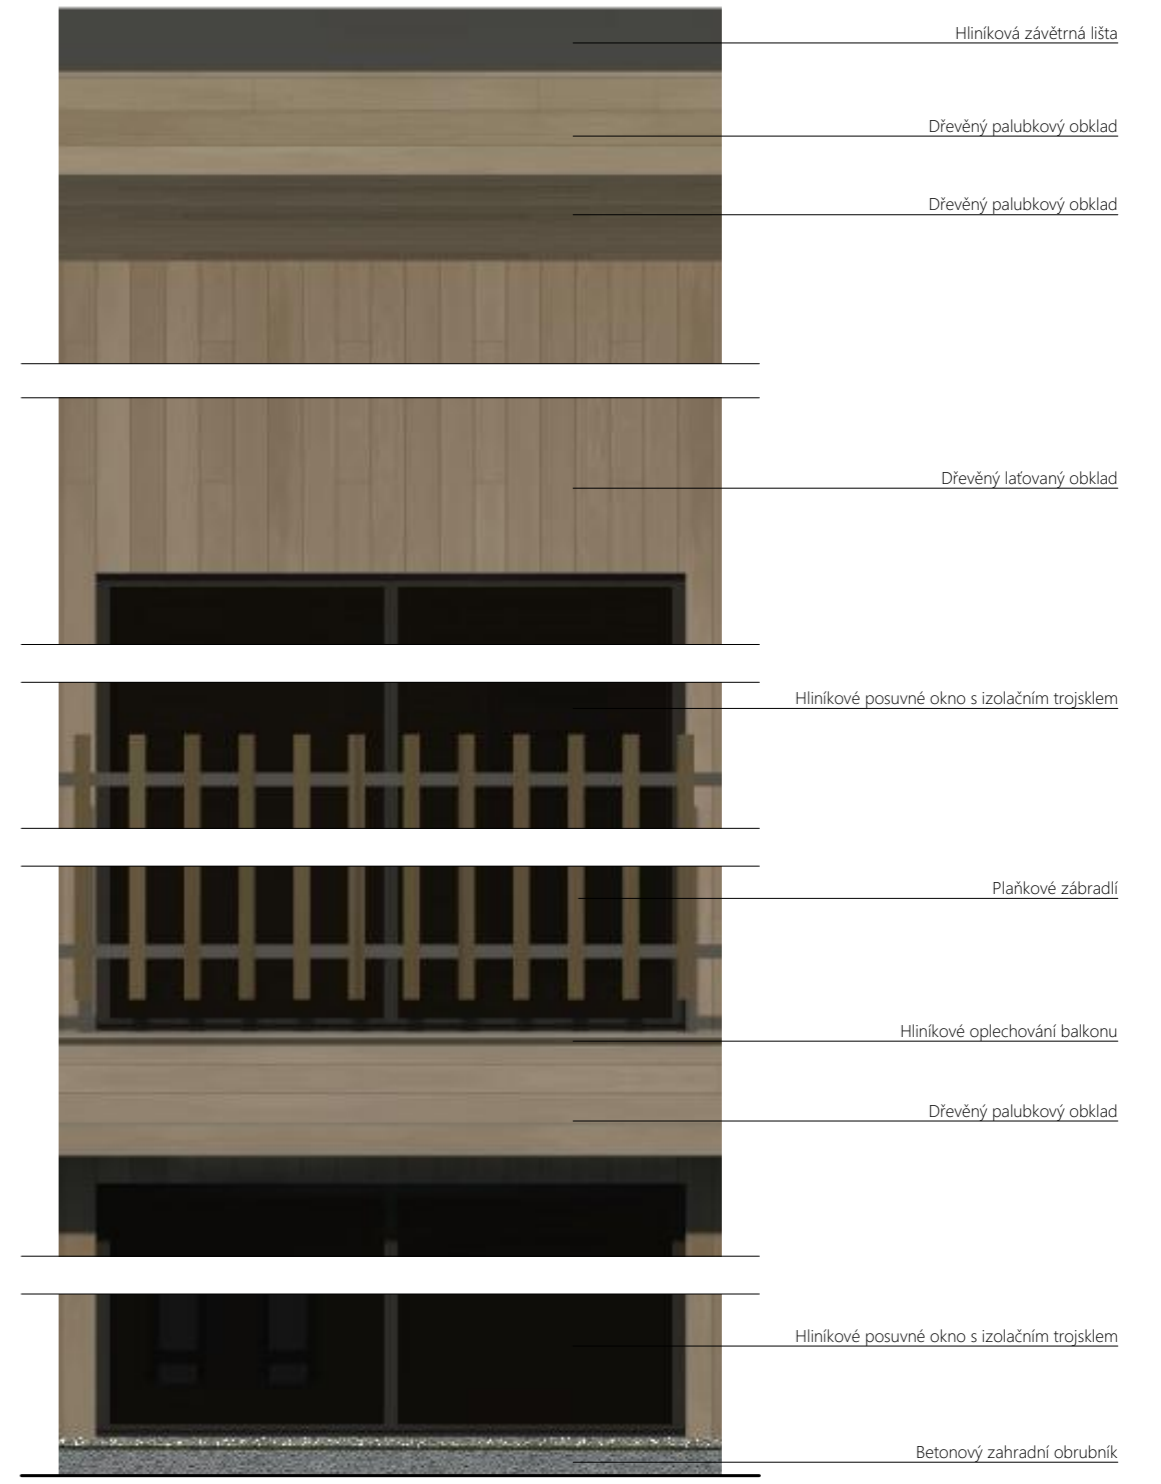 Hliníková závětrná lišta
Dřevěný palubkový obklad
Dřevěný palubkový obklad
Dřevěný laťovaný obklad
Hliníkové posuvné okno s izolačním trojsklem
Plaňkové zábradlí
Hliníkové oplechování balkonu
Dřevěný palubkový obklad
Hliníkové posuvné okno s izolačním trojsklem
Betonový zahradní obrubník